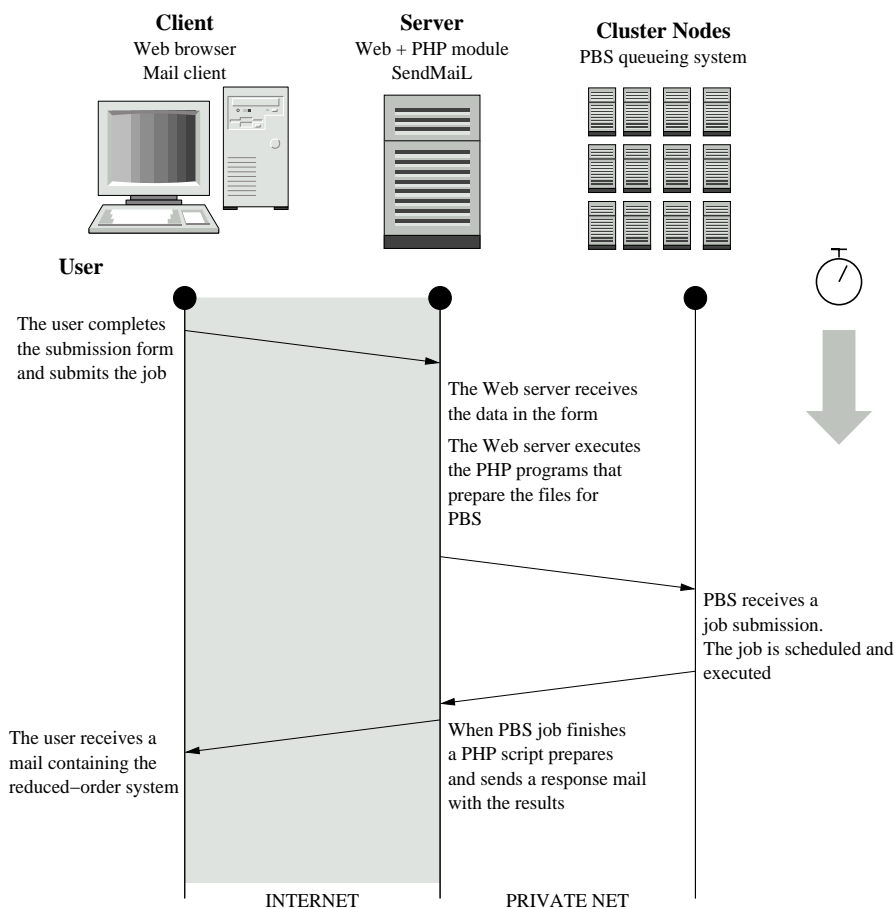 Client
Web browser
Mail client
Server
Web + PHP module
SendMaiL
Cluster Nodes
PBS queueing system
User
The user completes
the submission form
and submits the job
The Web server receives
the data in the form
The Web server executes
the PHP programs that
prepare the files for
PBS
PBS receives a
job submission.
The job is scheduled and
executed
When PBS job finishes
a PHP script prepares
and sends a response mail
with the results
The user receives a
mail containing the
reduced−order system
INTERNET
PRIVATE NET